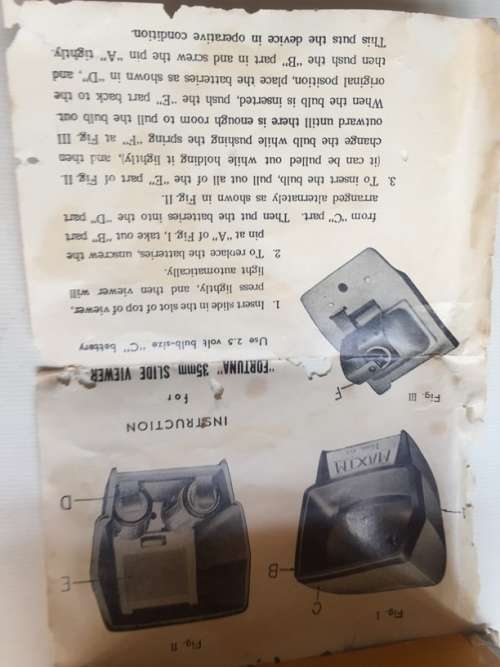 Fig. I
Fig. II
C
B
A
E
D
MAXIM
Fig. III
F
INSTRUCTION
for
"FORTUNA" 35mm SLIDE VIEWER
Use 2.5 volt bulb-size "C" battery
1. Insert slide in the slot of top of viewer,
press lightly, and then viewer will
light automatically.
2. To replace the batteries, unscrew the
pin at "A" of Fig. I, take out "B" part
from "C" part. Then put the batteries into the "D" part
arranged alternately as shown in Fig. II.
3. To insert the bulb, pull out all of the "E" part of Fig. II.
(it can be pulled out while holding it lightly), and then
change the bulb while pushing the spring "F" at Fig. III
outward untill there is enough room to pull the bulb out.
When the bulb is inserted, push the "E" part back to the
original position, place the batteries as shown in "D", and
then push the "B" part in and screw the pin "A" tightly.
This puts the device in operative condition.